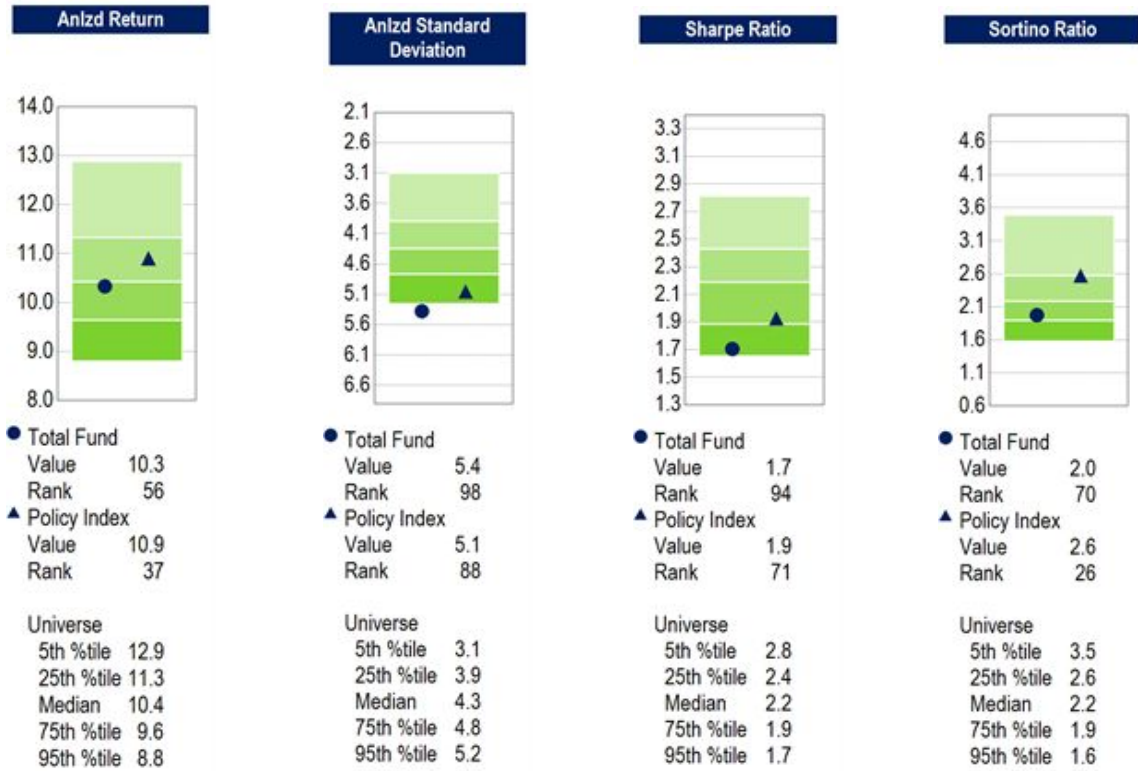 Anlzd Return
14.0
13.0
12.0
11.0
10.0
9.0
8.0
Total Fund
Value 10.3
Rank 56
Policy Index
Value 10.9
Rank 37
Universe
5th %tile 12.9
25th %tile 11.3
Median 10.4
75th %tile 9.6
95th %tile 8.8
Anlzd Standard
Deviation
2.1
2.6
3.1
3.6
4.1
4.6
5.1
5.6
6.1
6.6
Total Fund
Value 5.4
Rank 98
Policy Index
Value 5.1
Rank 88
Universe
5th %tile 3.1
25th %tile 3.9
Median 4.3
75th %tile 4.8
95th %tile 5.2
Sharpe Ratio
3.3
3.1
2.9
2.7
2.5
2.3
2.1
1.9
1.7
1.5
1.3
Total Fund
Value 1.7
Rank 94
Policy Index
Value 1.9
Rank 71
Universe
5th %tile 2.8
25th %tile 2.4
Median 2.2
75th %tile 1.9
95th %tile 1.7
Sortino Ratio
4.6
4.1
3.6
3.1
2.6
2.1
1.6
1.1
0.6
Total Fund
Value 2.0
Rank 70
Policy Index
Value 2.6
Rank 26
Universe
5th %tile 3.5
25th %tile 2.6
Median 2.2
75th %tile 1.9
95th %tile 1.6